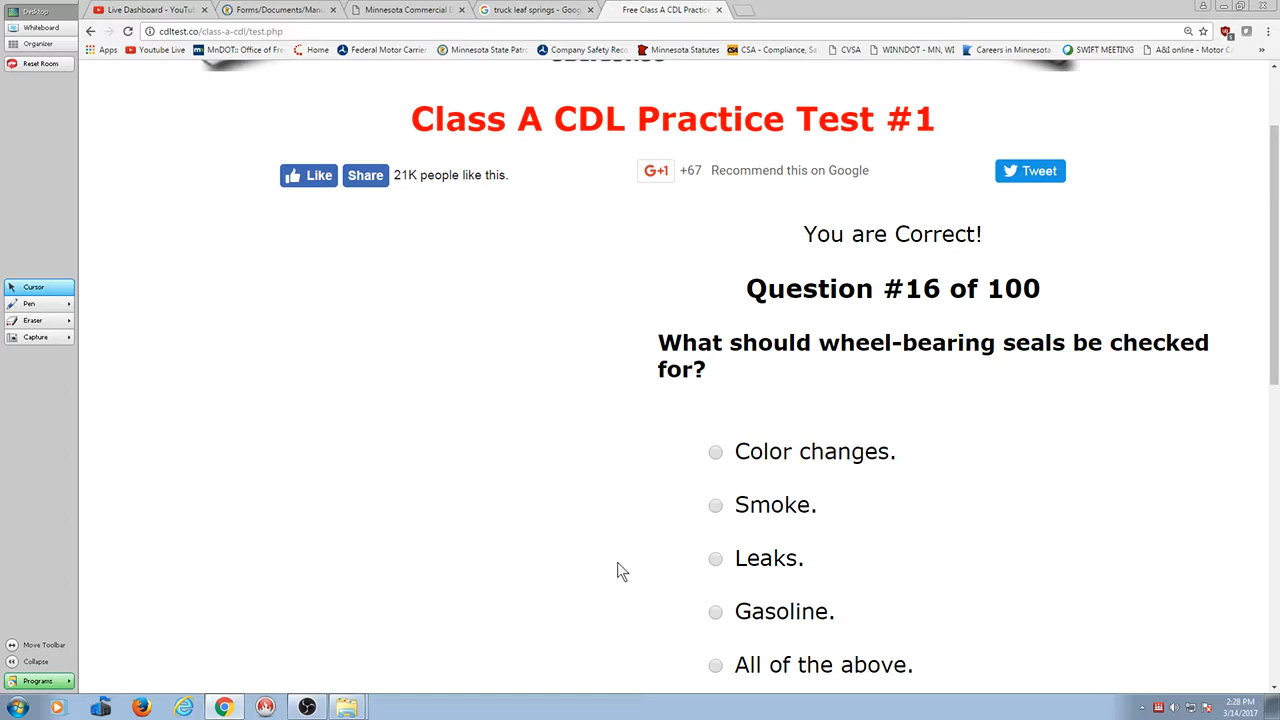 Desktop
Whiteboard
Organizer
Reset Room
Cursor
Pen
Eraser
Capture
Move Toolbar
Collapse
Programs
Live Dashboard - YouTu
Forms/Documents/Manu
Minnesota Commercial D
truck leaf springs - Goog
Free Class A CDL Practice
cdltest.co/class-a-cdl/test.php
Apps
Youtube Live
MnDOT: Office of Fre
Home
Federal Motor Carrier
Minnesota State Patr
Company Safety Reco
Minnesota Statutes
CSA - Compliance, Sa
CVSA
WIN/DOT - MN, WI
Careers in Minnesota
SWIFT MEETING
A&I online - Motor C
Class A CDL Practice Test #1
Like
Share
21K people like this.
G+1
+67
Recommend this on Google
Tweet
You are Correct!
Question #16 of 100
What should wheel-bearing seals be checked
for?
Color changes.
Smoke.
Leaks.
Gasoline.
All of the above.
2:28 PM
3/14/2017